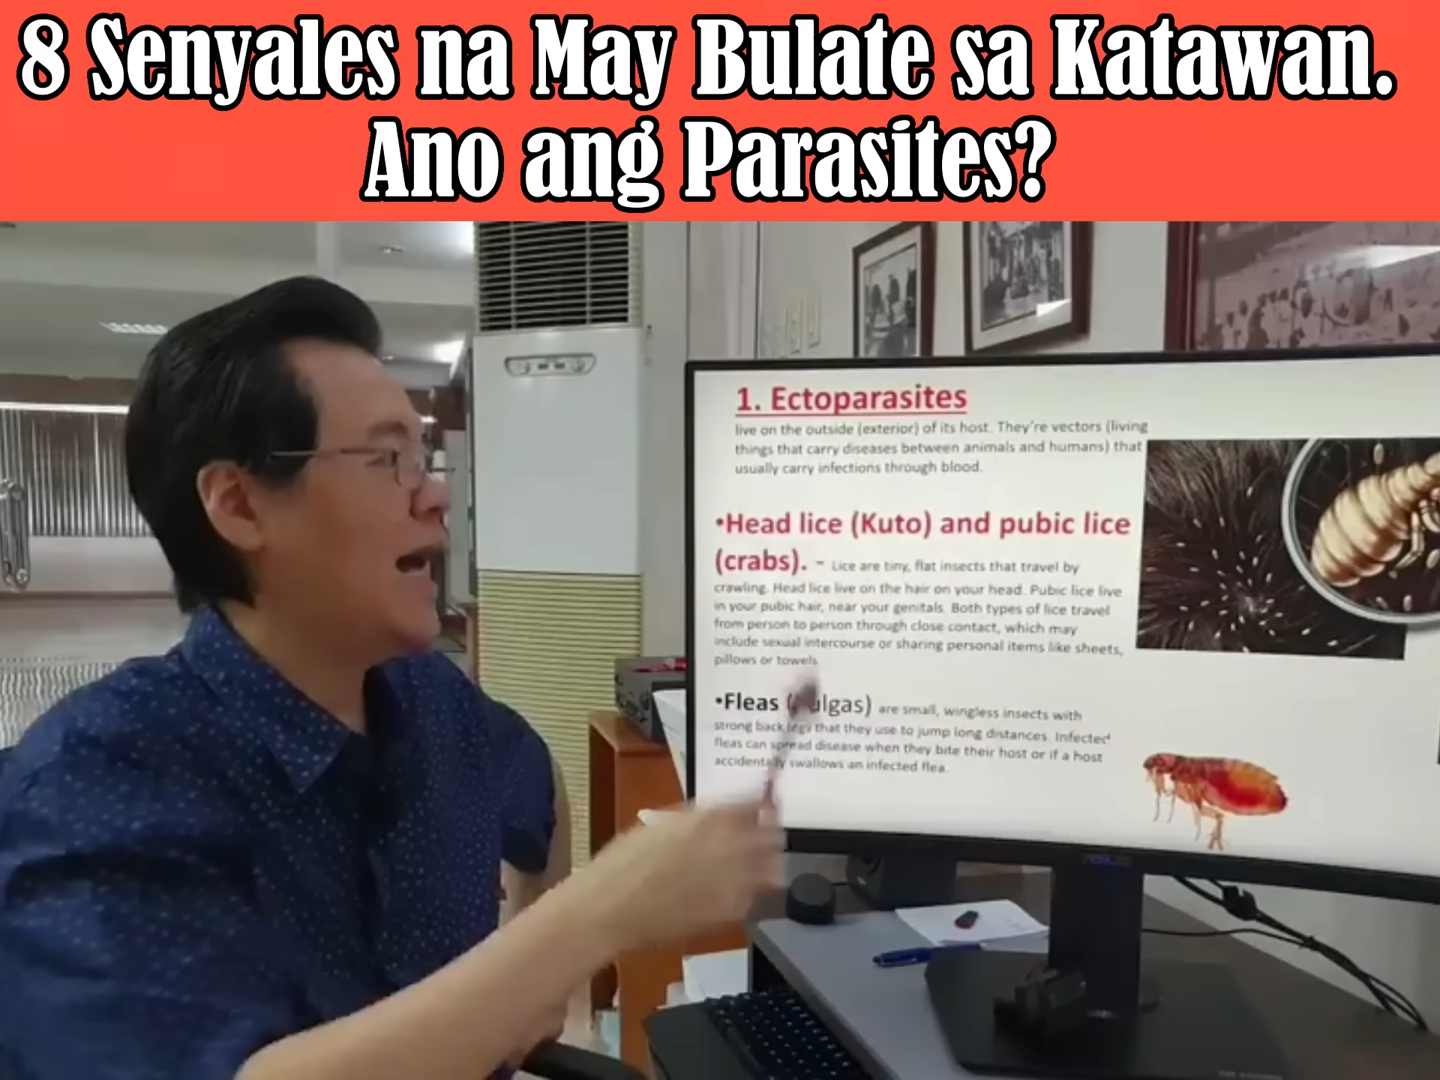 8 Senyales na May Bulate sa Katawan.
Ano ang Parasites?
1. Ectoparasites
live on the outside (exterior) of its host. They're vectors (living
things that carry diseases between animals and humans) that
usually carry infections through blood.
•Head lice (Kuto) and pubic lice
(crabs). - Lice are tiny, flat insects that travel by
crawling. Head lice live on the hair on your head. Pubic lice live
in your pubic hair, near your genitals. Both types of lice travel
from person to person through close contact, which may
include sexual intercourse or sharing personal items like sheets,
pillows or towels.
•Fleas are small, wingless insects with
strong back legs that they use to jump long distances. Infected
fleas can spread disease when they bite their host or if a host
accidentally swallows an infected flea.
ASUS